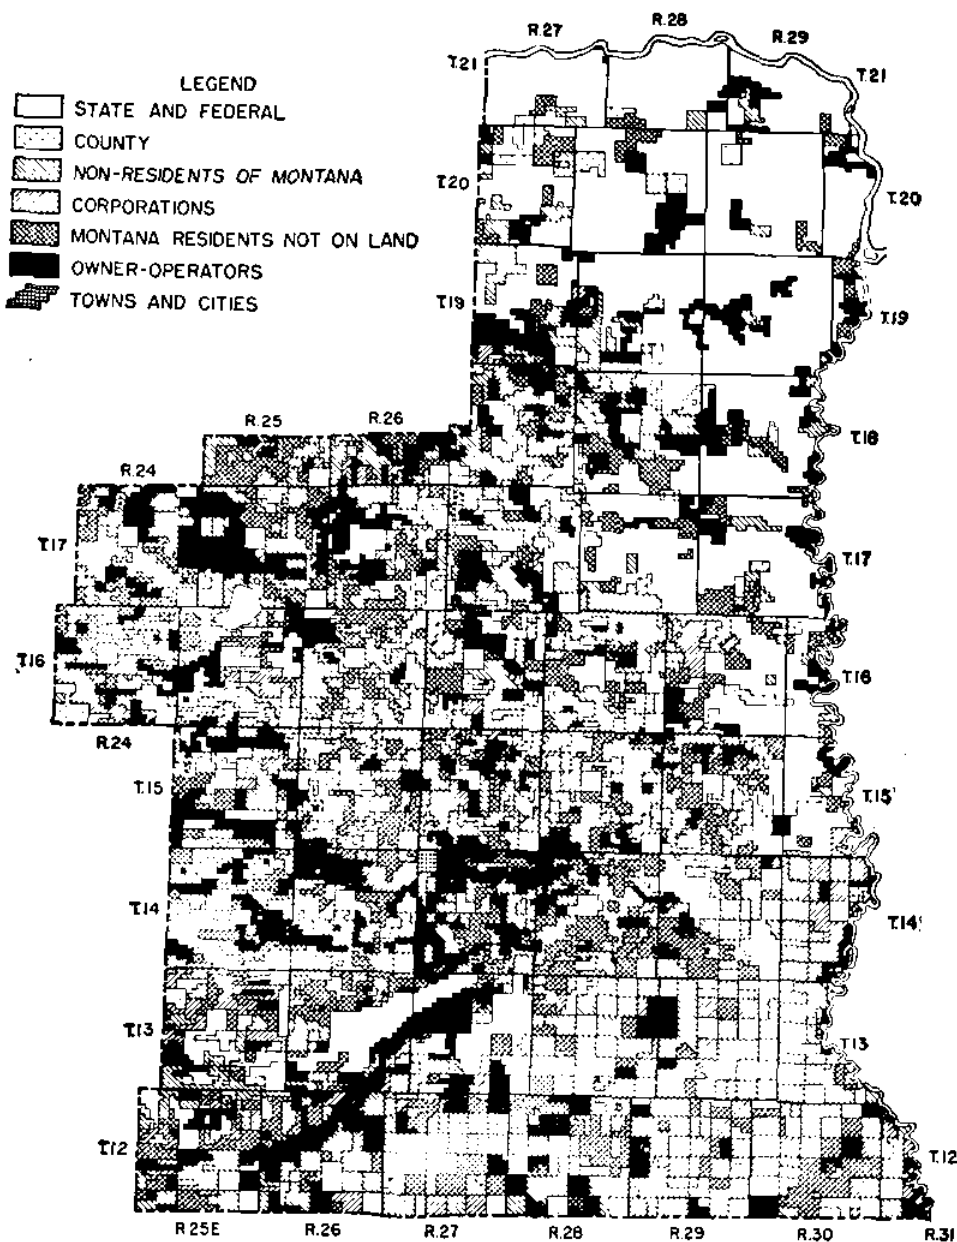 R.27 R.28 R.29
T.21 T.21
LEGEND
STATE AND FEDERAL
COUNTY
NON-RESIDENTS OF MONTANA
CORPORATIONS
MONTANA RESIDENTS NOT ON LAND
OWNER-OPERATORS
TOWNS AND CITIES
T.20 T.20
T.19 T.19
R.25 R.26
T.18
R.24
T.17 T.17
T.16 T.16
R.24
T.15 T.15
T.14 T.14
T.13 T.13
T.12 T.12
R.25E R.26 R.27 R.28 R.29 R.30 R.31